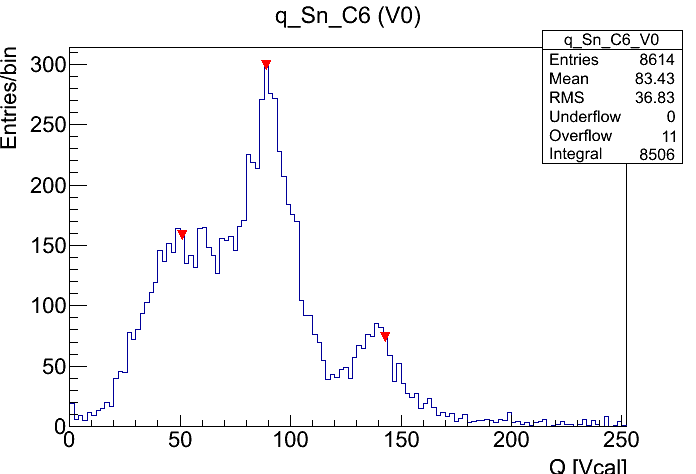 q_Sn_C6 (V0)
q_Sn_C6_V0
Entries 8614
Mean 83.43
RMS 36.83
Underflow 0
Overflow 11
Integral 8506
Entries/bin
300
250
200
150
100
50
0
0 50 100 150 200 250
Q [Vcal]